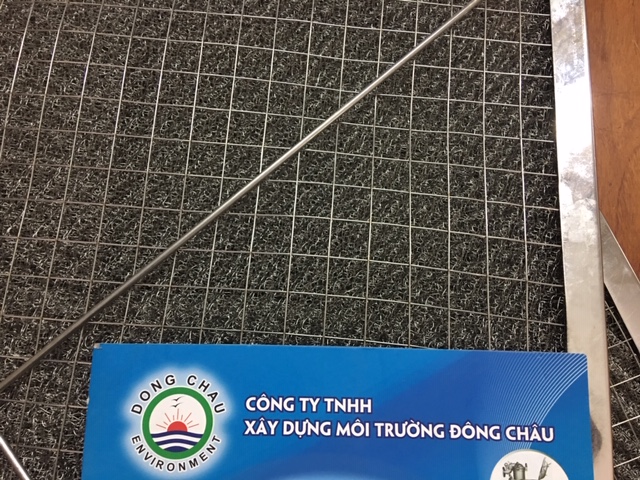 DONG CHAU
ENVIRONMENT
CÔNG TY TNHH
XÂY DỰNG MÔI TRƯỜNG ĐÔNG CHÂU